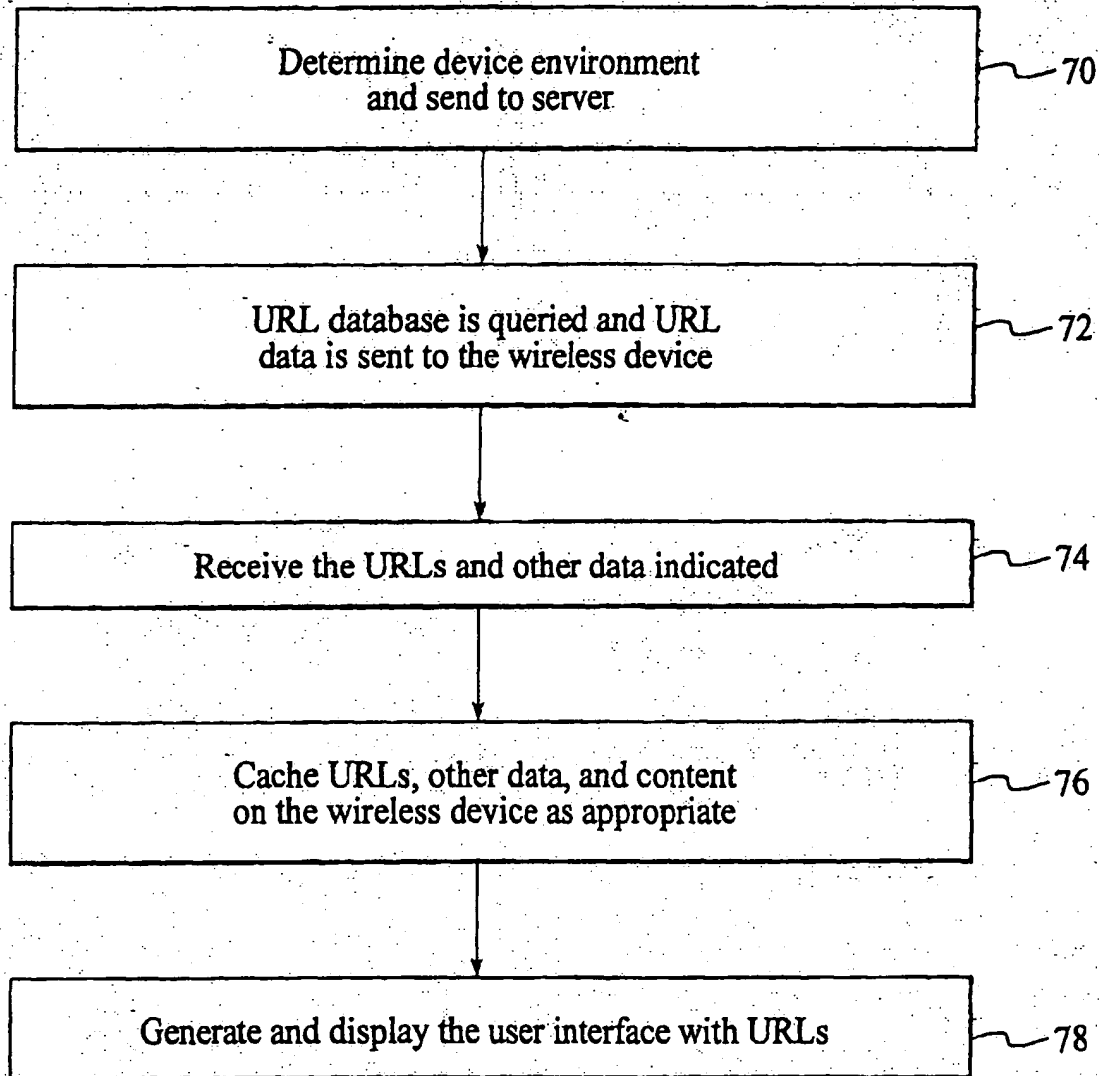 Determine device environment
and send to server
70
URL database is queried and URL
data is sent to the wireless device
72
Receive the URLs and other data indicated
74
Cache URLs, other data, and content
on the wireless device as appropriate
76
Generate and display the user interface with URLs
78